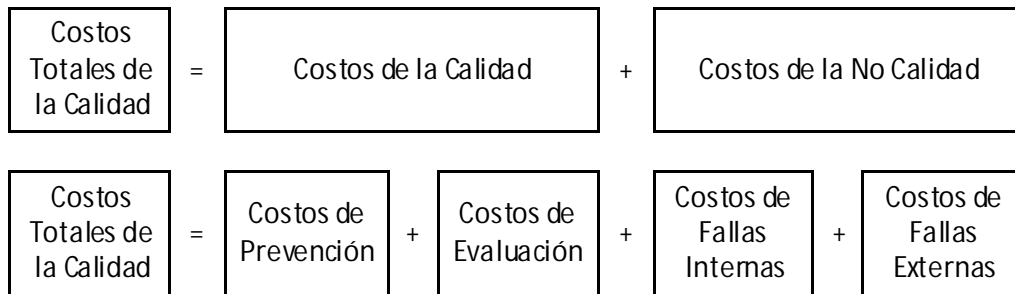 Costos
Totales de
la Calidad
=
Costos de la Calidad
+
Costos de la No Calidad
Costos
Totales de
la Calidad
=
Costos de
Prevención
+
Costos de
Evaluación
+
Costos de
Fallas
Internas
+
Costos de
Fallas
Externas